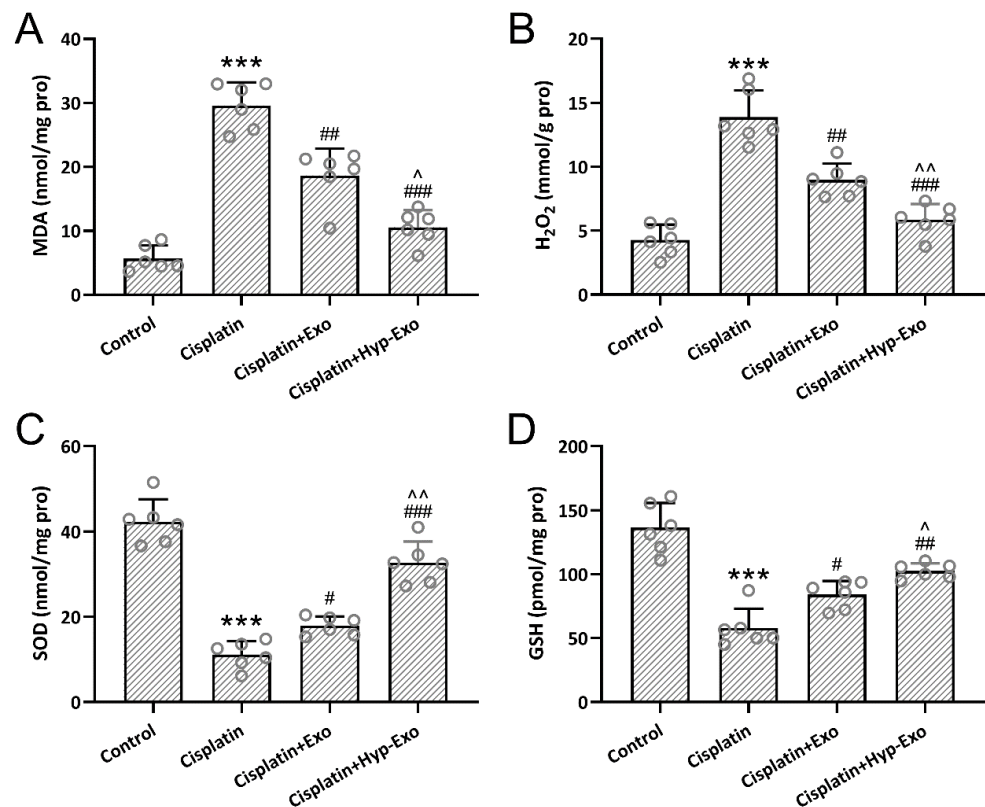 A
MDA (nmol/mg pro)
40
30
20
10
0
***
##
^
###
Control
Cisplatin
Cisplatin+Exo
Cisplatin+Hyp-Exo
B
H₂O₂ (mmol/g pro)
20
15
10
5
0
***
##
^^
###
Control
Cisplatin
Cisplatin+Exo
Cisplatin+Hyp-Exo
C
SOD (nmol/mg pro)
60
40
20
0
***
#
^^
###
Control
Cisplatin
Cisplatin+Exo
Cisplatin+Hyp-Exo
D
GSH (pmol/mg pro)
200
150
100
50
0
***
#
^
##
Control
Cisplatin
Cisplatin+Exo
Cisplatin+Hyp-Exo